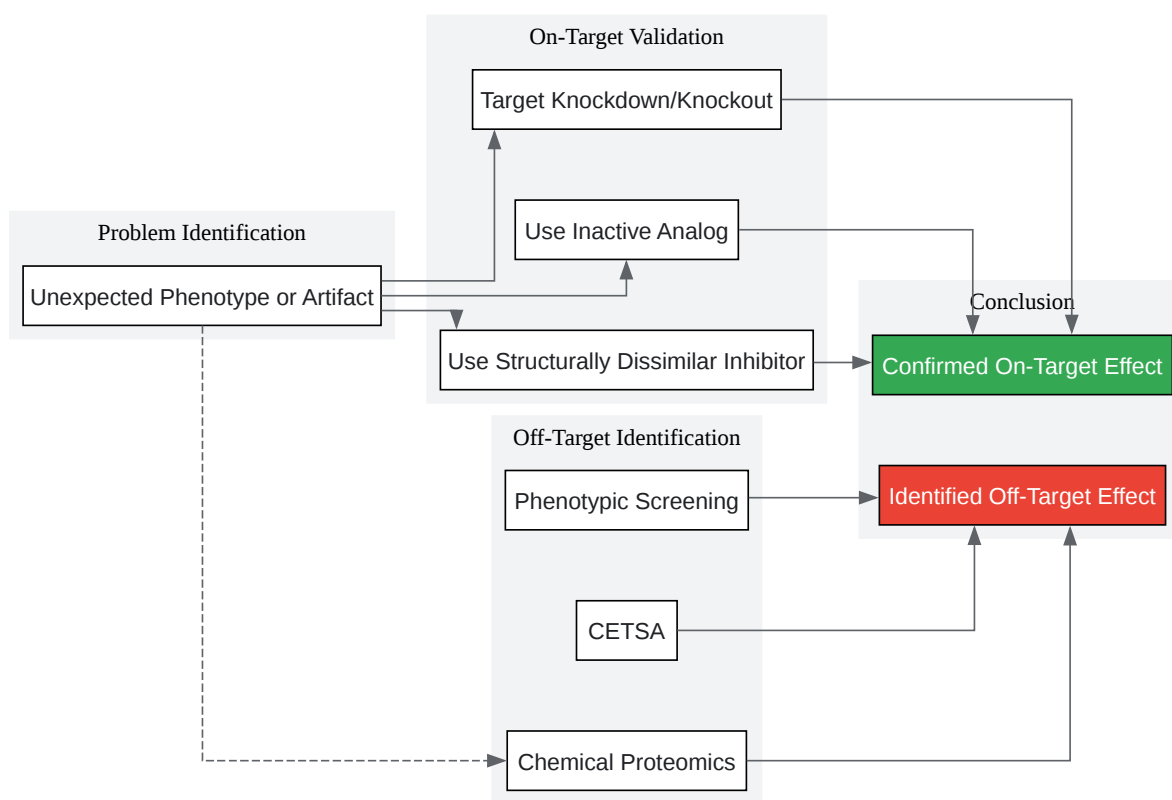 On-Target Validation
Target Knockdown/Knockout
Use Inactive Analog
Problem Identification
Unexpected Phenotype or Artifact
Use Structurally Dissimilar Inhibitor
Conclusion
Confirmed On-Target Effect
Off-Target Identification
Phenotypic Screening
Identified Off-Target Effect
CETSA
Chemical Proteomics